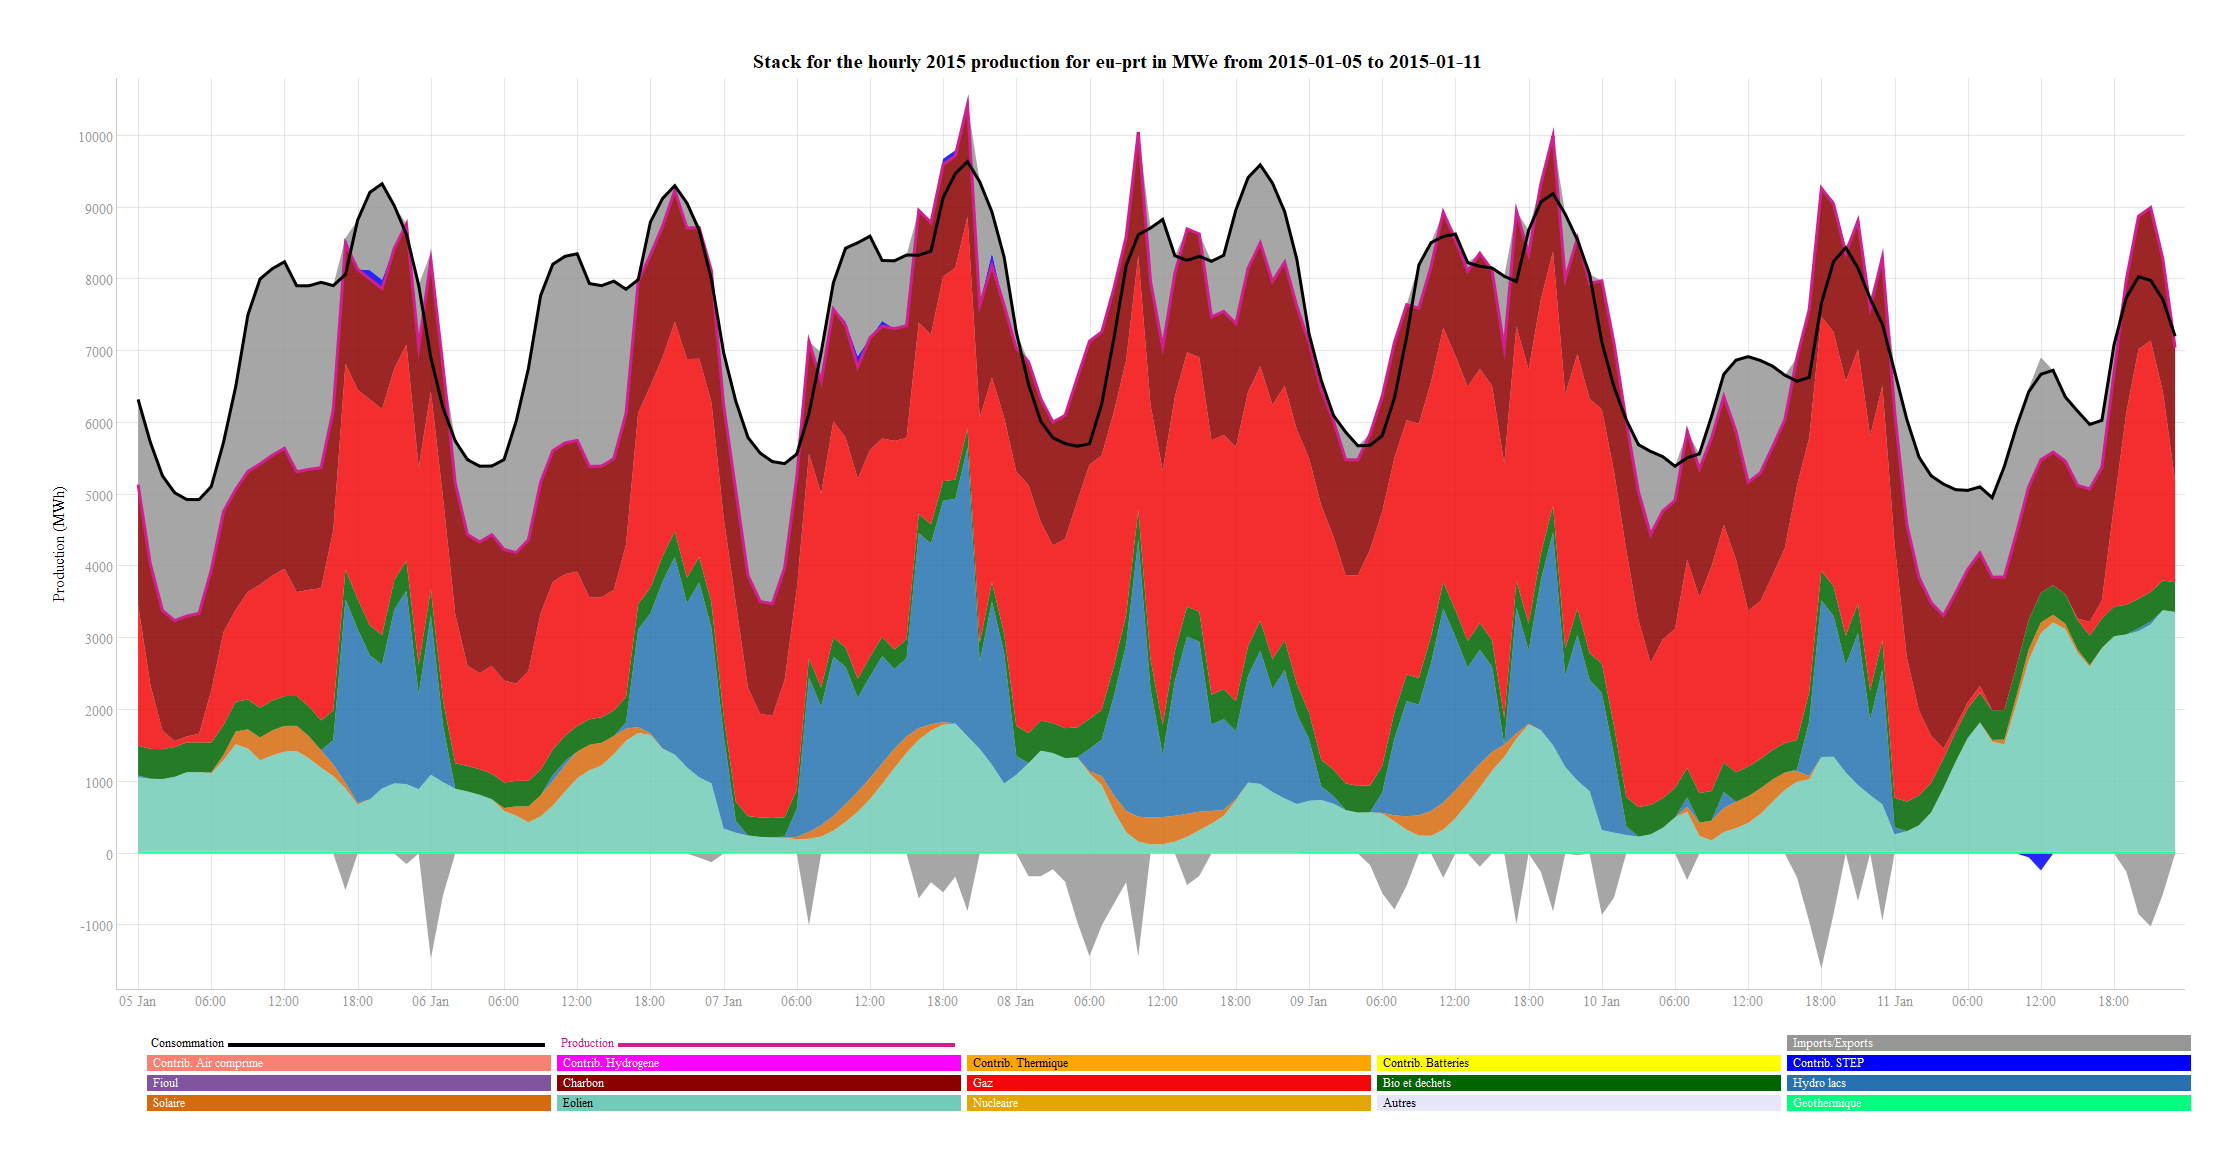 Stack for the hourly 2015 production for eu-prt in MWe from 2015-01-05 to 2015-01-11
10000
9000
8000
7000
6000
5000
4000
3000
2000
1000
0
-1000
Production (MWh)
05 Jan 06:00 12:00 18:00 06 Jan 06:00 12:00 18:00 07 Jan 06:00 12:00 18:00 08 Jan 06:00 12:00 18:00 09 Jan 06:00 12:00 18:00 10 Jan 06:00 12:00 18:00 11 Jan 06:00 12:00 18:00
Consommation Production Imports/Exports
Contrib. Air comprime Contrib. Hydrogene Contrib. Thermique Contrib. Batteries Contrib. STEP
Fioul Charbon Gaz Bio et dechets Hydro lacs
Solaire Eolien Nucleaire Autres Geothermique